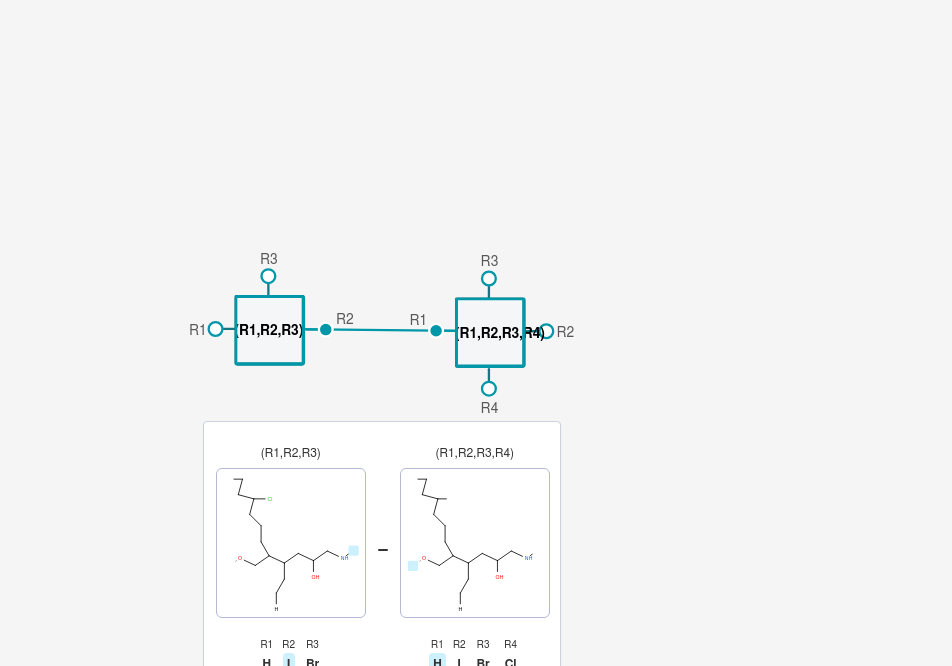 R3
R3
R1 (R1,R2,R3) R2 R1 (R1,R2,R3,R4) R2
R4
(R1,R2,R3) (R1,R2,R3,R4)
Cl
O NH O NH
OH OH
H H
R1 R2 R3 R1 R2 R3 R4
H I Br H I Br Cl